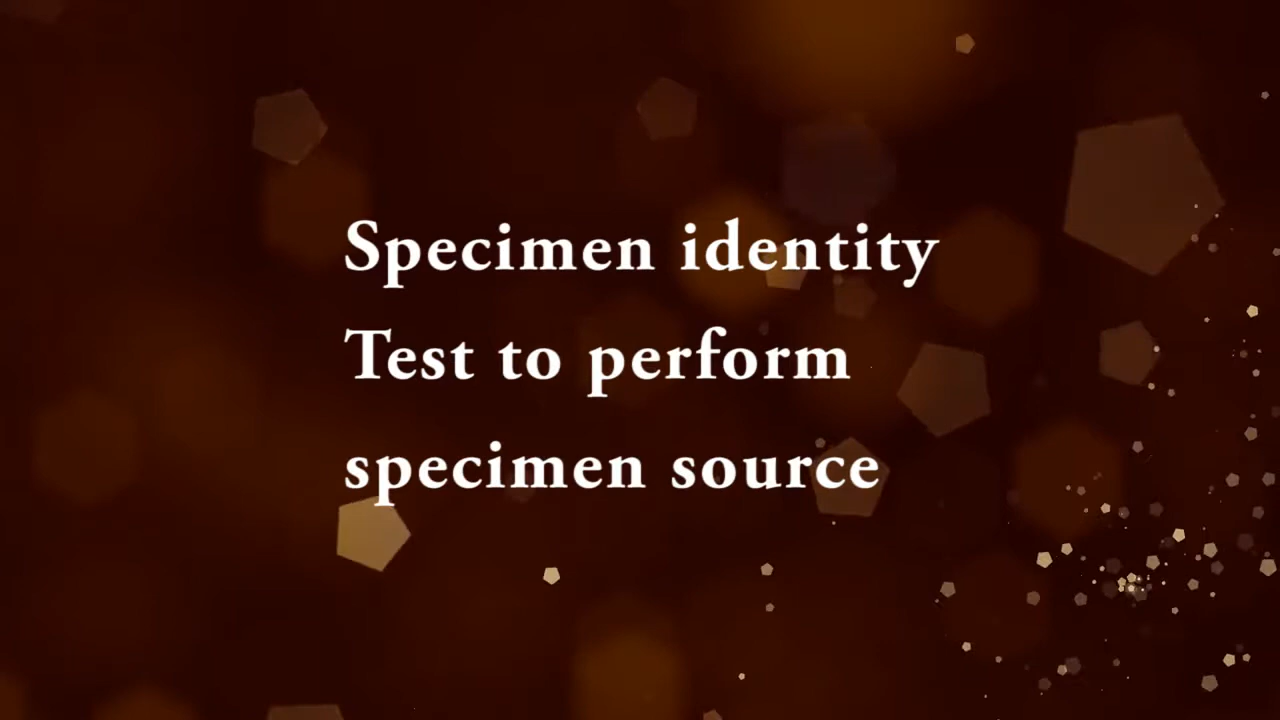 Specimen identity
Test to perform
specimen source